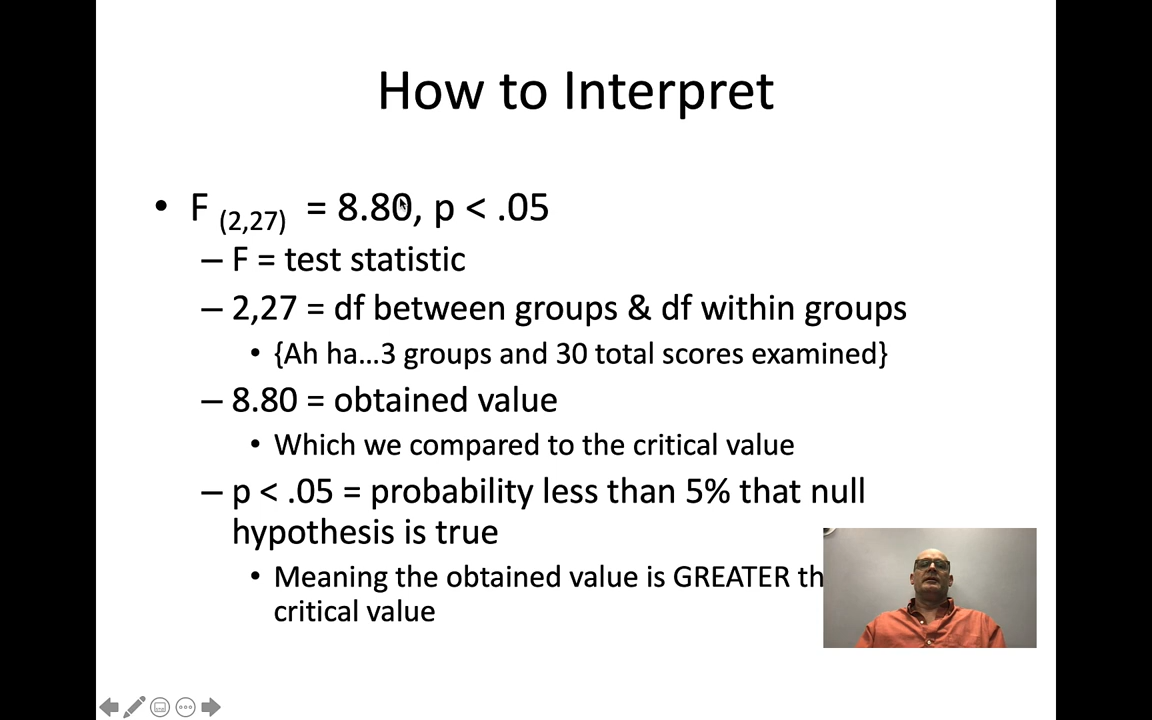 How to Interpret
• F (2,27) = 8.80, p < .05
– F = test statistic
– 2,27 = df between groups & df within groups
• {Ah ha...3 groups and 30 total scores examined}
– 8.80 = obtained value
• Which we compared to the critical value
– p < .05 = probability less than 5% that null
hypothesis is true
• Meaning the obtained value is GREATER
critical value